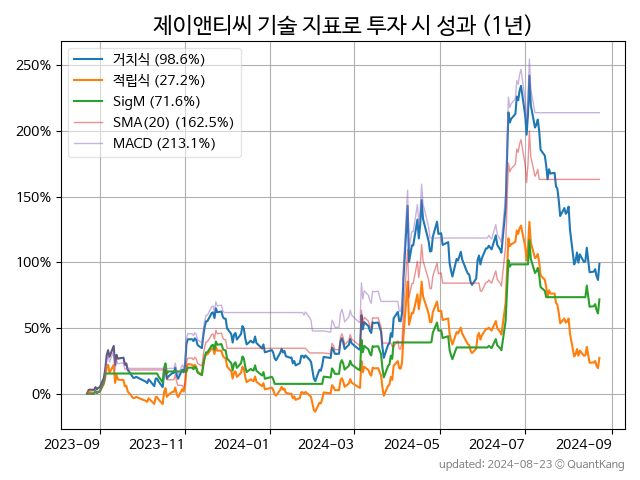 제이앤티씨 기술 지표로 투자 시 성과 (1년)
거치식 (98.6%)
적립식 (27.2%)
SigM (71.6%)
SMA(20) (162.5%)
MACD (213.1%)
250%
200%
150%
100%
50%
0%
2023-09 2023-11 2024-01 2024-03 2024-05 2024-07 2024-09
updated: 2024-08-23 © QuantKang